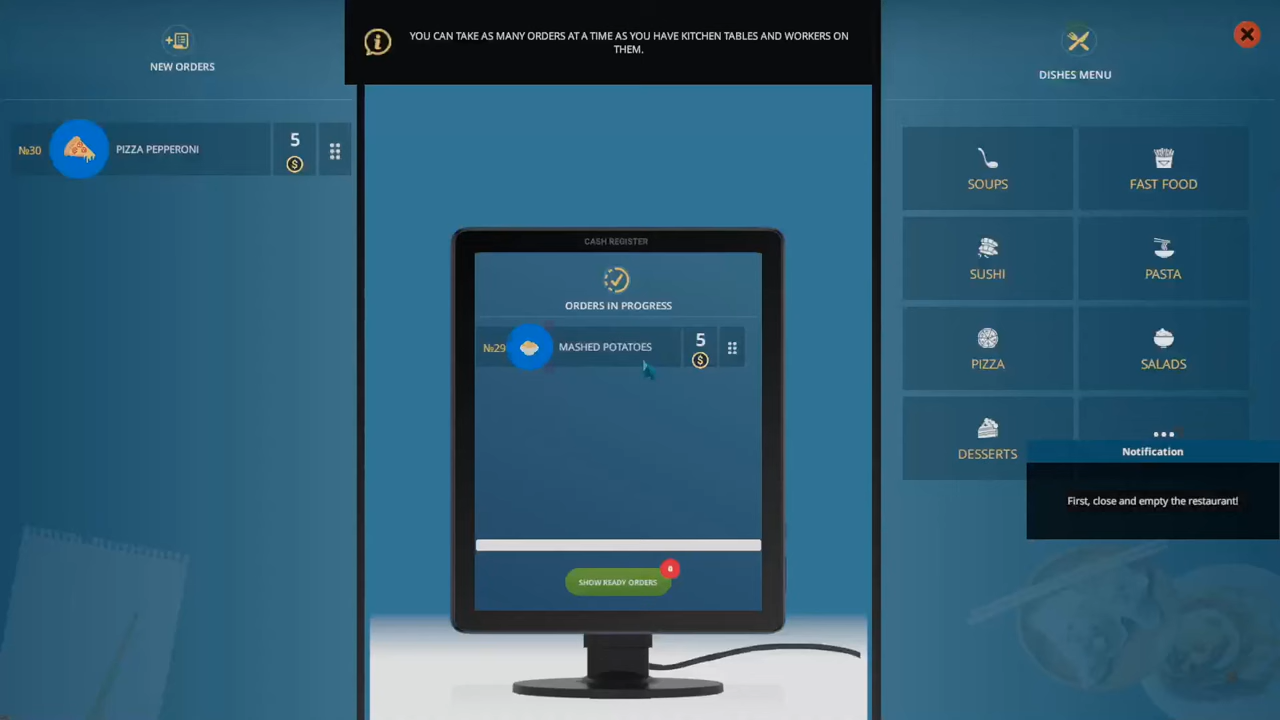 NEW ORDERS
№30
PIZZA PEPPERONI
5
$
YOU CAN TAKE AS MANY ORDERS AT A TIME AS YOU HAVE KITCHEN TABLES AND WORKERS ON
THEM.
CASH REGISTER
ORDERS IN PROGRESS
№29
MASHED POTATOES
5
$
SHOW READY ORDERS
6
DISHES MENU
SOUPS
FAST FOOD
SUSHI
PASTA
PIZZA
SALADS
DESSERTS
Notification
First, close and empty the restaurant!